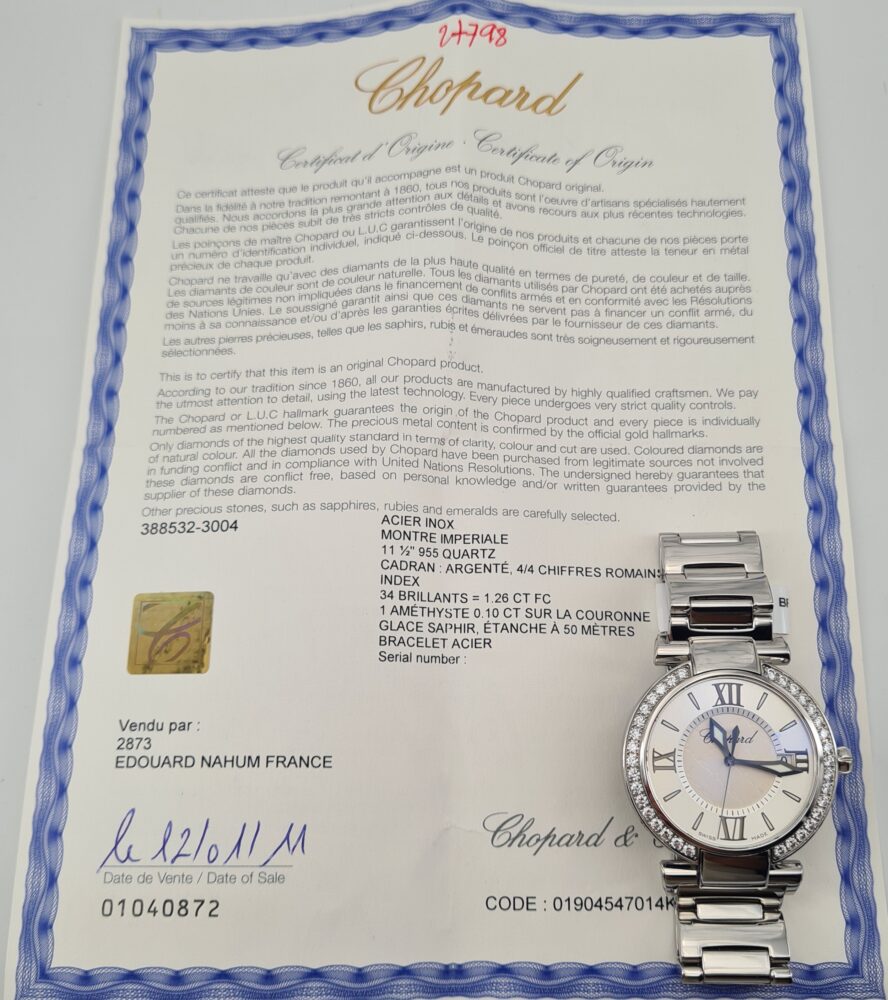 27798
Chopard
Certificat d'Origine · Certificate of Origin
Ce certificat atteste que le produit qu'il accompagne est un produit Chopard original.
Dans la fidélité à notre tradition remontant à 1860, tous nos produits sont l'oeuvre d'artisans spécialisés hautement
qualifiés. Nous accordons la plus grande attention aux détails et avons recours aux plus récentes technologies.
Chacune de nos pièces subit de très stricts contrôles de qualité.
Les poinçons de maître Chopard ou L.U.C garantissent l'origine de nos produits et chacune de nos pièces porte
un numéro d'identification individuel, indiqué ci-dessous. Le poinçon officiel de titre atteste la teneur en métal
précieux de chaque produit.
Chopard ne travaille qu'avec des diamants de la plus haute qualité en termes de pureté, de couleur et de taille.
Les diamants de couleur sont de couleur naturelle. Tous les diamants utilisés par Chopard ont été achetés auprès
de sources légitimes non impliquées dans le financement de conflits armés et en conformité avec les Résolutions
des Nations Unies. Le soussigné garantit ainsi que ces diamants ne servent pas à financer un conflit armé, du
moins à sa connaissance et/ou d'après les garanties écrites délivrées par le fournisseur de ces diamants.
Les autres pierres précieuses, telles que les saphirs, rubis et émeraudes sont très soigneusement et rigoureusement
sélectionnées.
This is to certify that this item is an original Chopard product.
According to our tradition since 1860, all our products are manufactured by highly qualified craftsmen. We pay
the utmost attention to detail, using the latest technology. Every piece undergoes very strict quality controls.
The Chopard or L.U.C hallmark guarantees the origin of the Chopard product and every piece is individually
numbered as mentioned below. The precious metal content is confirmed by the official gold hallmarks.
Only diamonds of the highest quality standard in terms of clarity, colour and cut are used. Coloured diamonds are
of natural colour. All the diamonds used by Chopard have been purchased from legitimate sources not involved
in funding conflict and in compliance with United Nations Resolutions. The undersigned hereby guarantees that
these diamonds are conflict free, based on personal knowledge and/or written guarantees provided by the
supplier of these diamonds.
Other precious stones, such as sapphires, rubies and emeralds are carefully selected.
388532-3004
ACIER INOX
MONTRE IMPERIALE
11 ½" 955 QUARTZ
CADRAN : ARGENTÉ, 4/4 CHIFFRES ROMAINS
INDEX
34 BRILLANTS = 1.26 CT FC
1 AMÉTHYSTE 0.10 CT SUR LA COURONNE
GLACE SAPHIR, ÉTANCHE À 50 MÈTRES
BRACELET ACIER
Serial number :
Vendu par :
2873
EDOUARD NAHUM FRANCE
le 12/01/11
Date de Vente / Date of Sale
01040872
Chopard &
CODE : 01904547014K
XII
Chopard
IX
VI
SWISS MADE